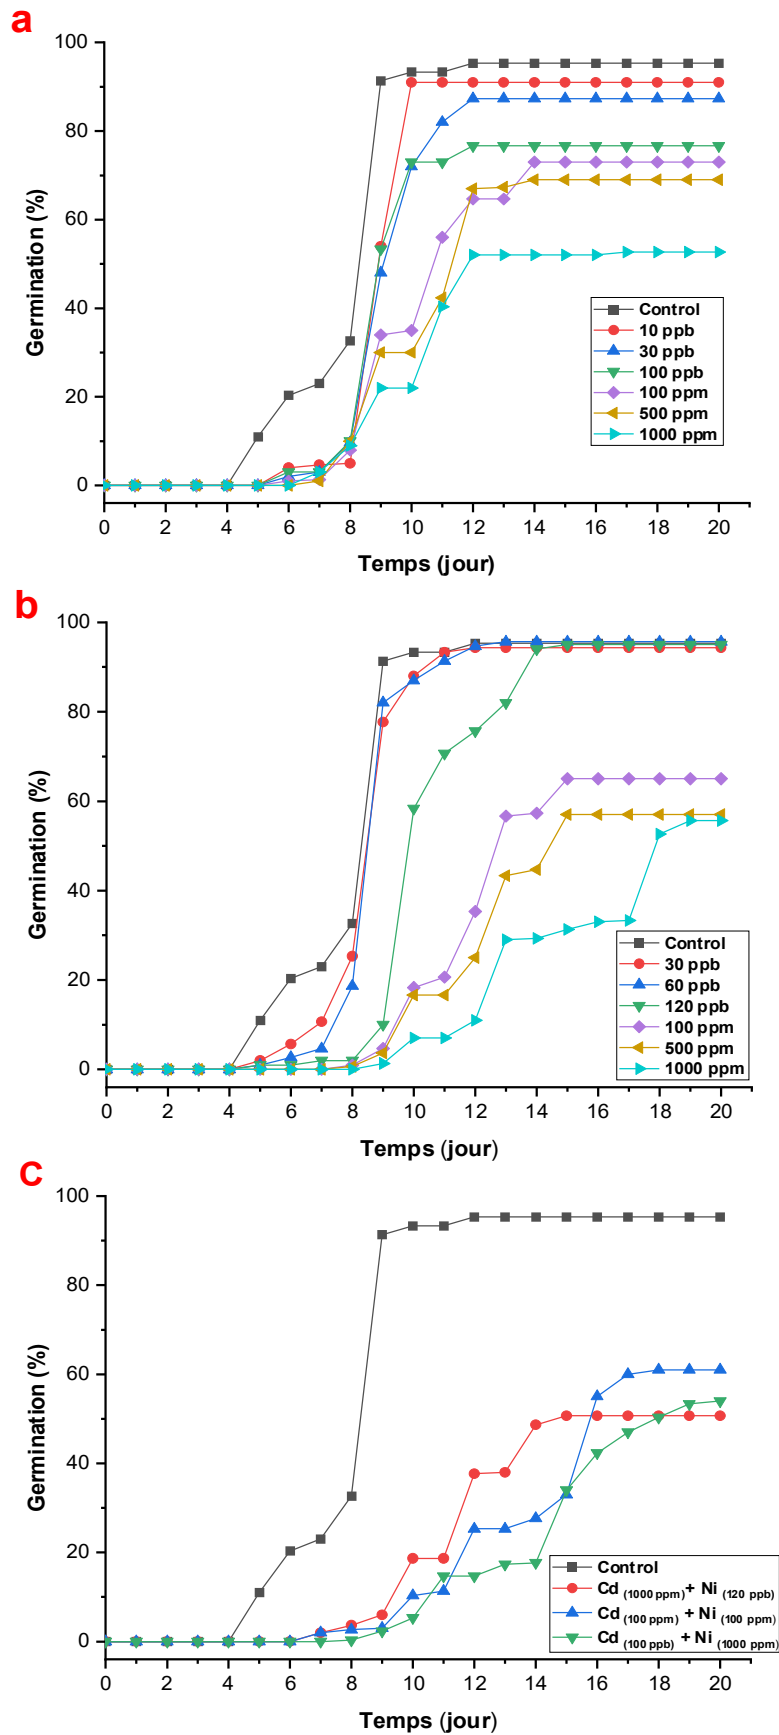 a
100
80
60
40
20
0
Germination (%)
Control
10 ppb
30 ppb
100 ppb
100 ppm
500 ppm
1000 ppm
0 2 4 6 8 10 12 14 16 18 20
Temps (jour)
b
100
80
60
40
20
0
Germination (%)
Control
30 ppb
60 ppb
120 ppb
100 ppm
500 ppm
1000 ppm
0 2 4 6 8 10 12 14 16 18 20
Temps (jour)
C
100
80
60
40
20
0
Germination (%)
Control
Cd (1000 ppm) + Ni (120 ppb)
Cd (100 ppm) + Ni (100 ppm)
Cd (100 ppb) + Ni (1000 ppm)
0 2 4 6 8 10 12 14 16 18 20
Temps (jour)